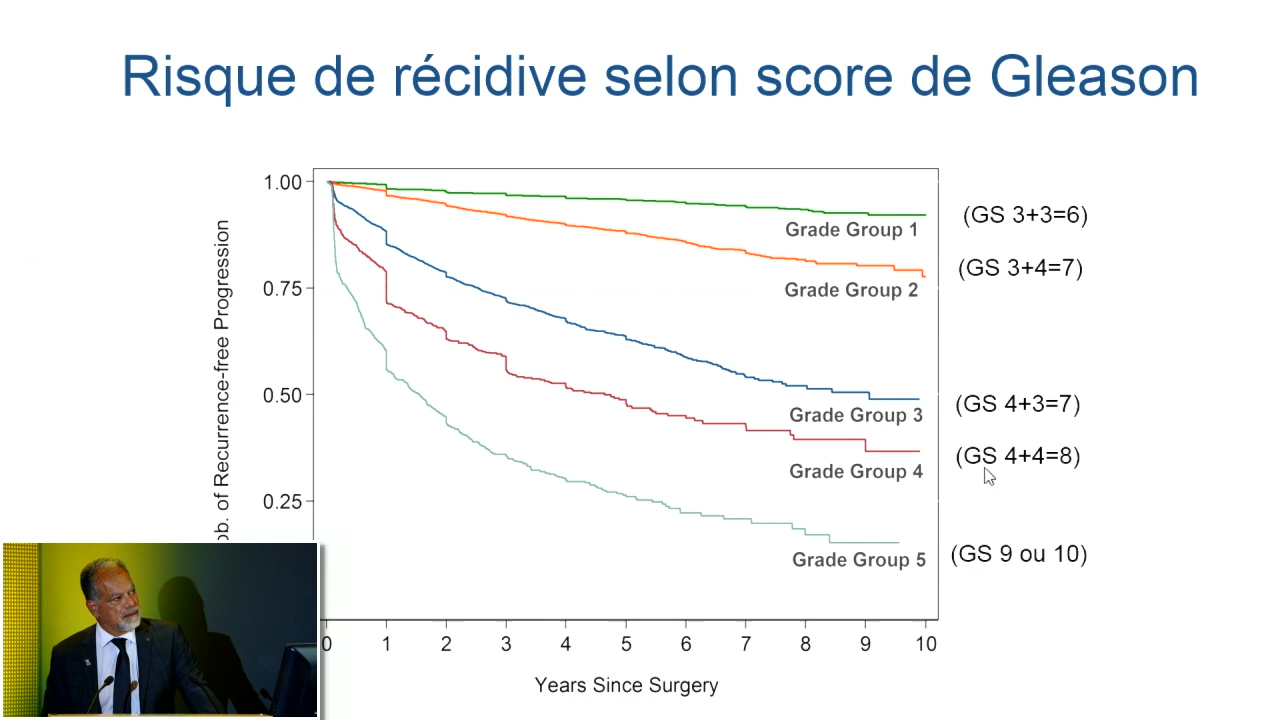 Risque de récidive selon score de Gleason
1.00
0.75
0.50
0.25
of Recurrence-free Progression
Grade Group 1
(GS 3+3=6)
Grade Group 2
(GS 3+4=7)
Grade Group 3
(GS 4+3=7)
Grade Group 4
(GS 4+4=8)
Grade Group 5
(GS 9 ou 10)
0 1 2 3 4 5 6 7 8 9 10
Years Since Surgery